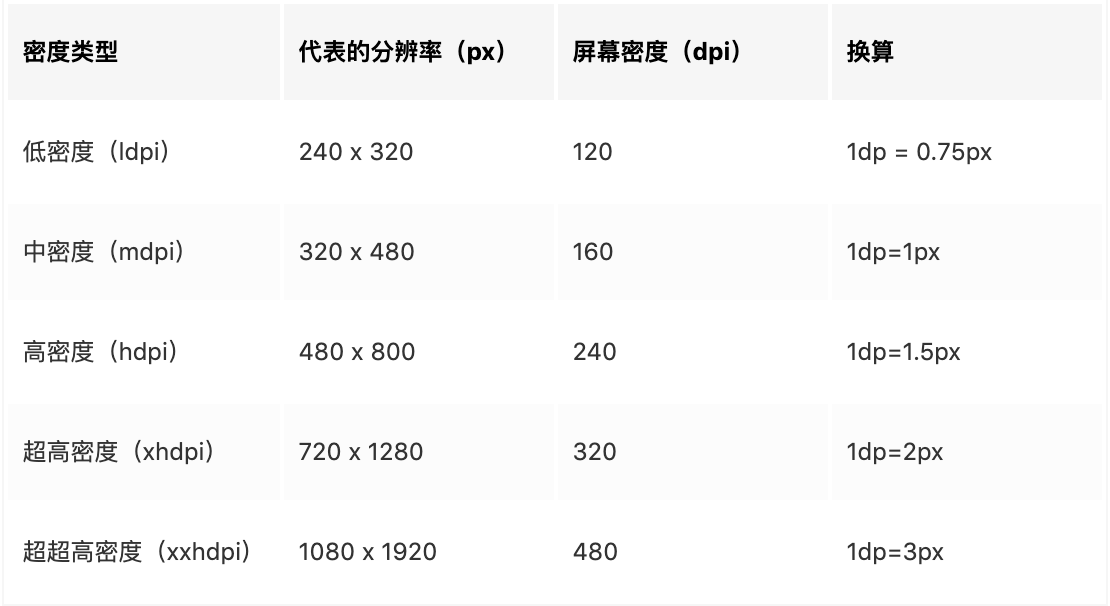 密度类型 代表的分辨率（px） 屏幕密度（dpi） 换算
低密度（ldpi） 240 x 320 120 1dp = 0.75px
中密度（mdpi） 320 x 480 160 1dp=1px
高密度（hdpi） 480 x 800 240 1dp=1.5px
超高密度（xhdpi） 720 x 1280 320 1dp=2px
超超高密度（xxhdpi） 1080 x 1920 480 1dp=3px